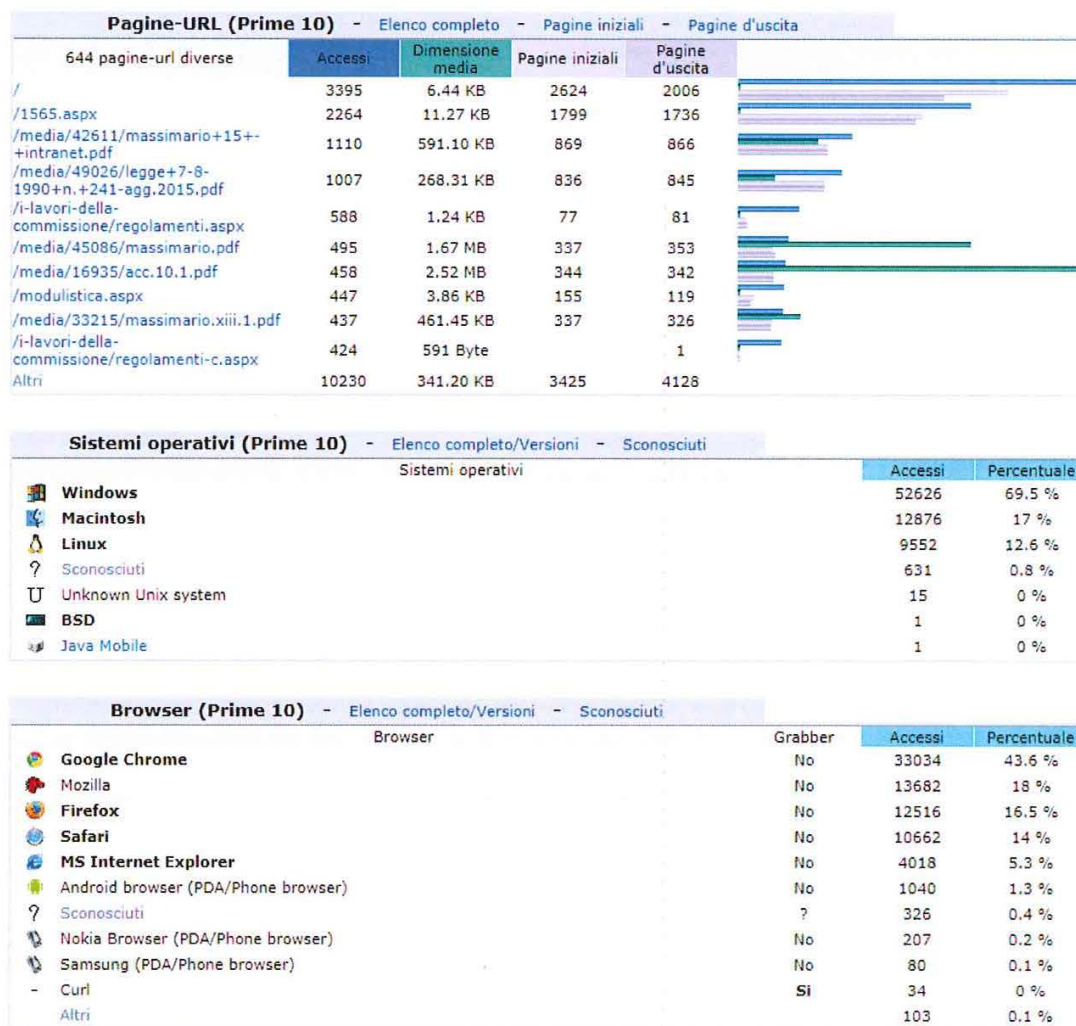 Pagine-URL (Prime 10) - Elenco completo - Pagine iniziali - Pagine d'uscita
644 pagine-url diverse Accessi Dimensione media Pagine iniziali Pagine d'uscita
/ 3395 6.44 KB 2624 2006
/1565.aspx 2264 11.27 KB 1799 1736
/media/42611/massimario+15+-
+intranet.pdf 1110 591.10 KB 869 866
/media/49026/legge+7-8-
1990+n.+241-agg.2015.pdf 1007 268.31 KB 836 845
/i-lavori-della-
commissione/regolamenti.aspx 588 1.24 KB 77 81
/media/45086/massimario.pdf 495 1.67 MB 337 353
/media/16935/acc.10.1.pdf 458 2.52 MB 344 342
/modulistica.aspx 447 3.86 KB 155 119
/media/33215/massimario.xiii.1.pdf 437 461.45 KB 337 326
/i-lavori-della-
commissione/regolamenti-c.aspx 424 591 Byte 1
Altri 10230 341.20 KB 3425 4128
Sistemi operativi (Prime 10) - Elenco completo/Versioni - Sconosciuti
Sistemi operativi Accessi Percentuale
Windows 52626 69.5 %
Macintosh 12876 17 %
Linux 9552 12.6 %
? Sconosciuti 631 0.8 %
U Unknown Unix system 15 0 %
BSD 1 0 %
Java Mobile 1 0 %
Browser (Prime 10) - Elenco completo/Versioni - Sconosciuti
Browser Grabber Accessi Percentuale
Google Chrome No 33034 43.6 %
Mozilla No 13682 18 %
Firefox No 12516 16.5 %
Safari No 10662 14 %
MS Internet Explorer No 4018 5.3 %
Android browser (PDA/Phone browser) No 1040 1.3 %
? Sconosciuti ? 326 0.4 %
Nokia Browser (PDA/Phone browser) No 207 0.2 %
Samsung (PDA/Phone browser) No 80 0.1 %
- Curl Si 34 0 %
Altri 103 0.1 %